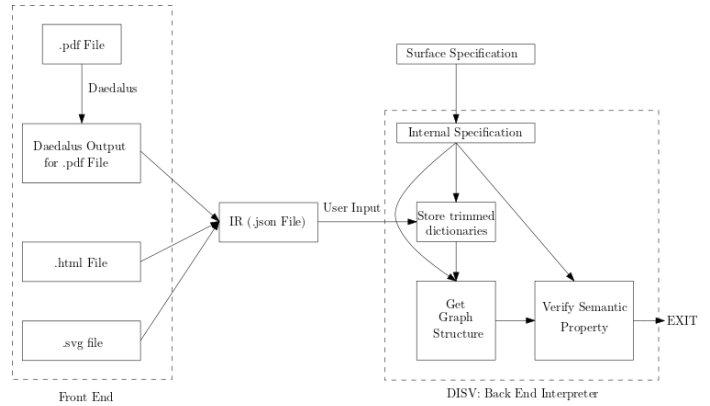 .pdf File
Daedalus
Daedalus Output
for .pdf File
.html File
.svg file
Front End
IR (.json File)
User Input
Surface Specification
Internal Specification
Store trimmed
dictionaries
Get
Graph
Structure
Verify Semantic
Property
EXIT
DISV: Back End Interpreter